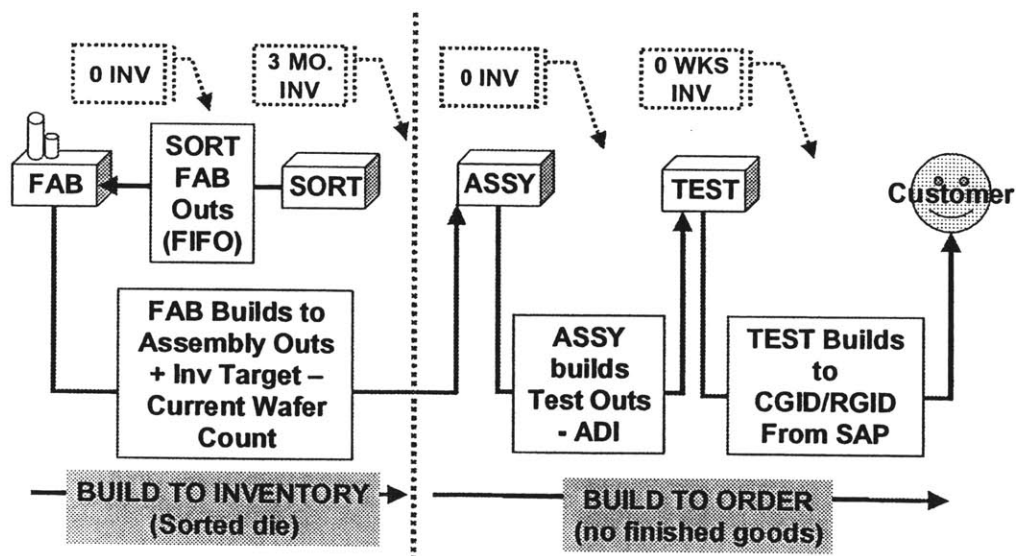 0 INV
3 MO.
INV
0 INV
0 WKS
INV
FAB
SORT
FAB
Outs
(FIFO)
SORT
ASSY
TEST
Customer
FAB Builds to
Assembly Outs
+ Inv Target –
Current Wafer
Count
ASSY
builds
Test Outs
- ADI
TEST Builds
to
CGID/RGID
From SAP
BUILD TO INVENTORY
(Sorted die)
BUILD TO ORDER
(no finished goods)